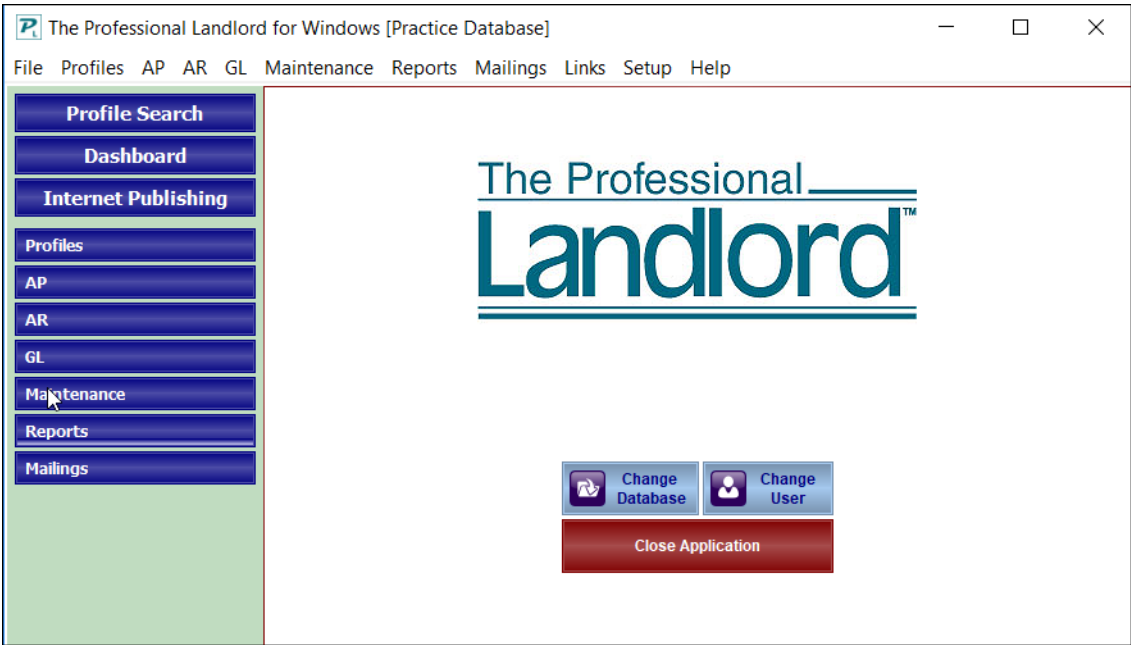 The Professional Landlord for Windows [Practice Database]
File Profiles AP AR GL Maintenance Reports Mailings Links Setup Help
Profile Search
Dashboard
Internet Publishing
Profiles
AP
AR
GL
Maintenance
Reports
Mailings
The Professional
Landlord™
Change
Database
Change
User
Close Application